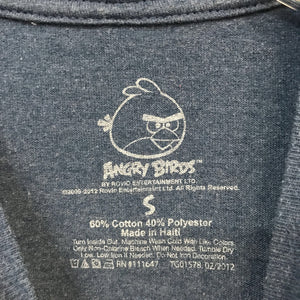 ANGRY BIRDS™
BY ROVIO ENTERTAINMENT LTD.
©2009-2012 Rovio Entertainment Ltd.
All Rights Reserved.
S
60% Cotton 40% Polyester
Made in Haiti
Turn Inside Out. Machine Wash Cold With Like Colors.
Only Non-Chlorine Bleach When Needed. Tumble Dry
Low. Low Iron If Needed. Do Not Iron Decoration.
RN #111647 TG01578 02/2012